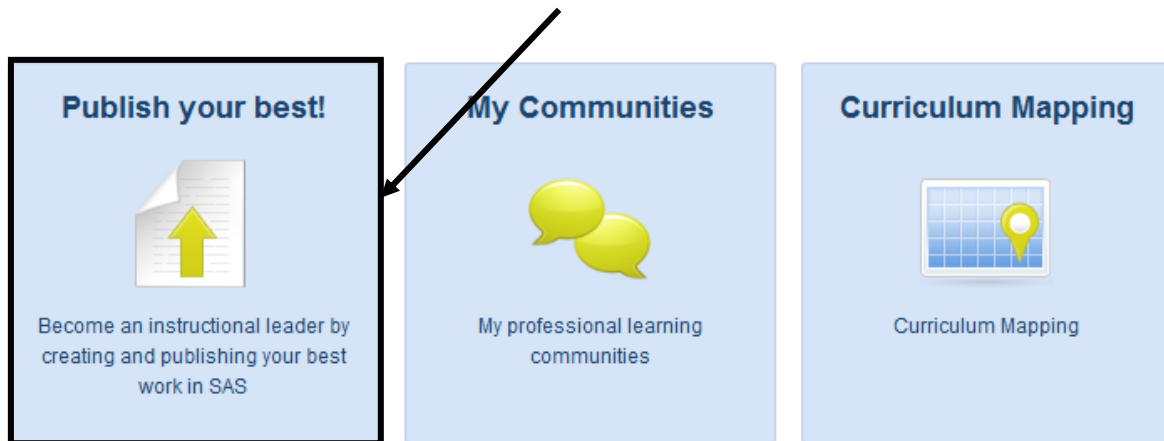 Publish your best!
Become an instructional leader by
creating and publishing your best
work in SAS
My Communities
My professional learning
communities
Curriculum Mapping
Curriculum Mapping